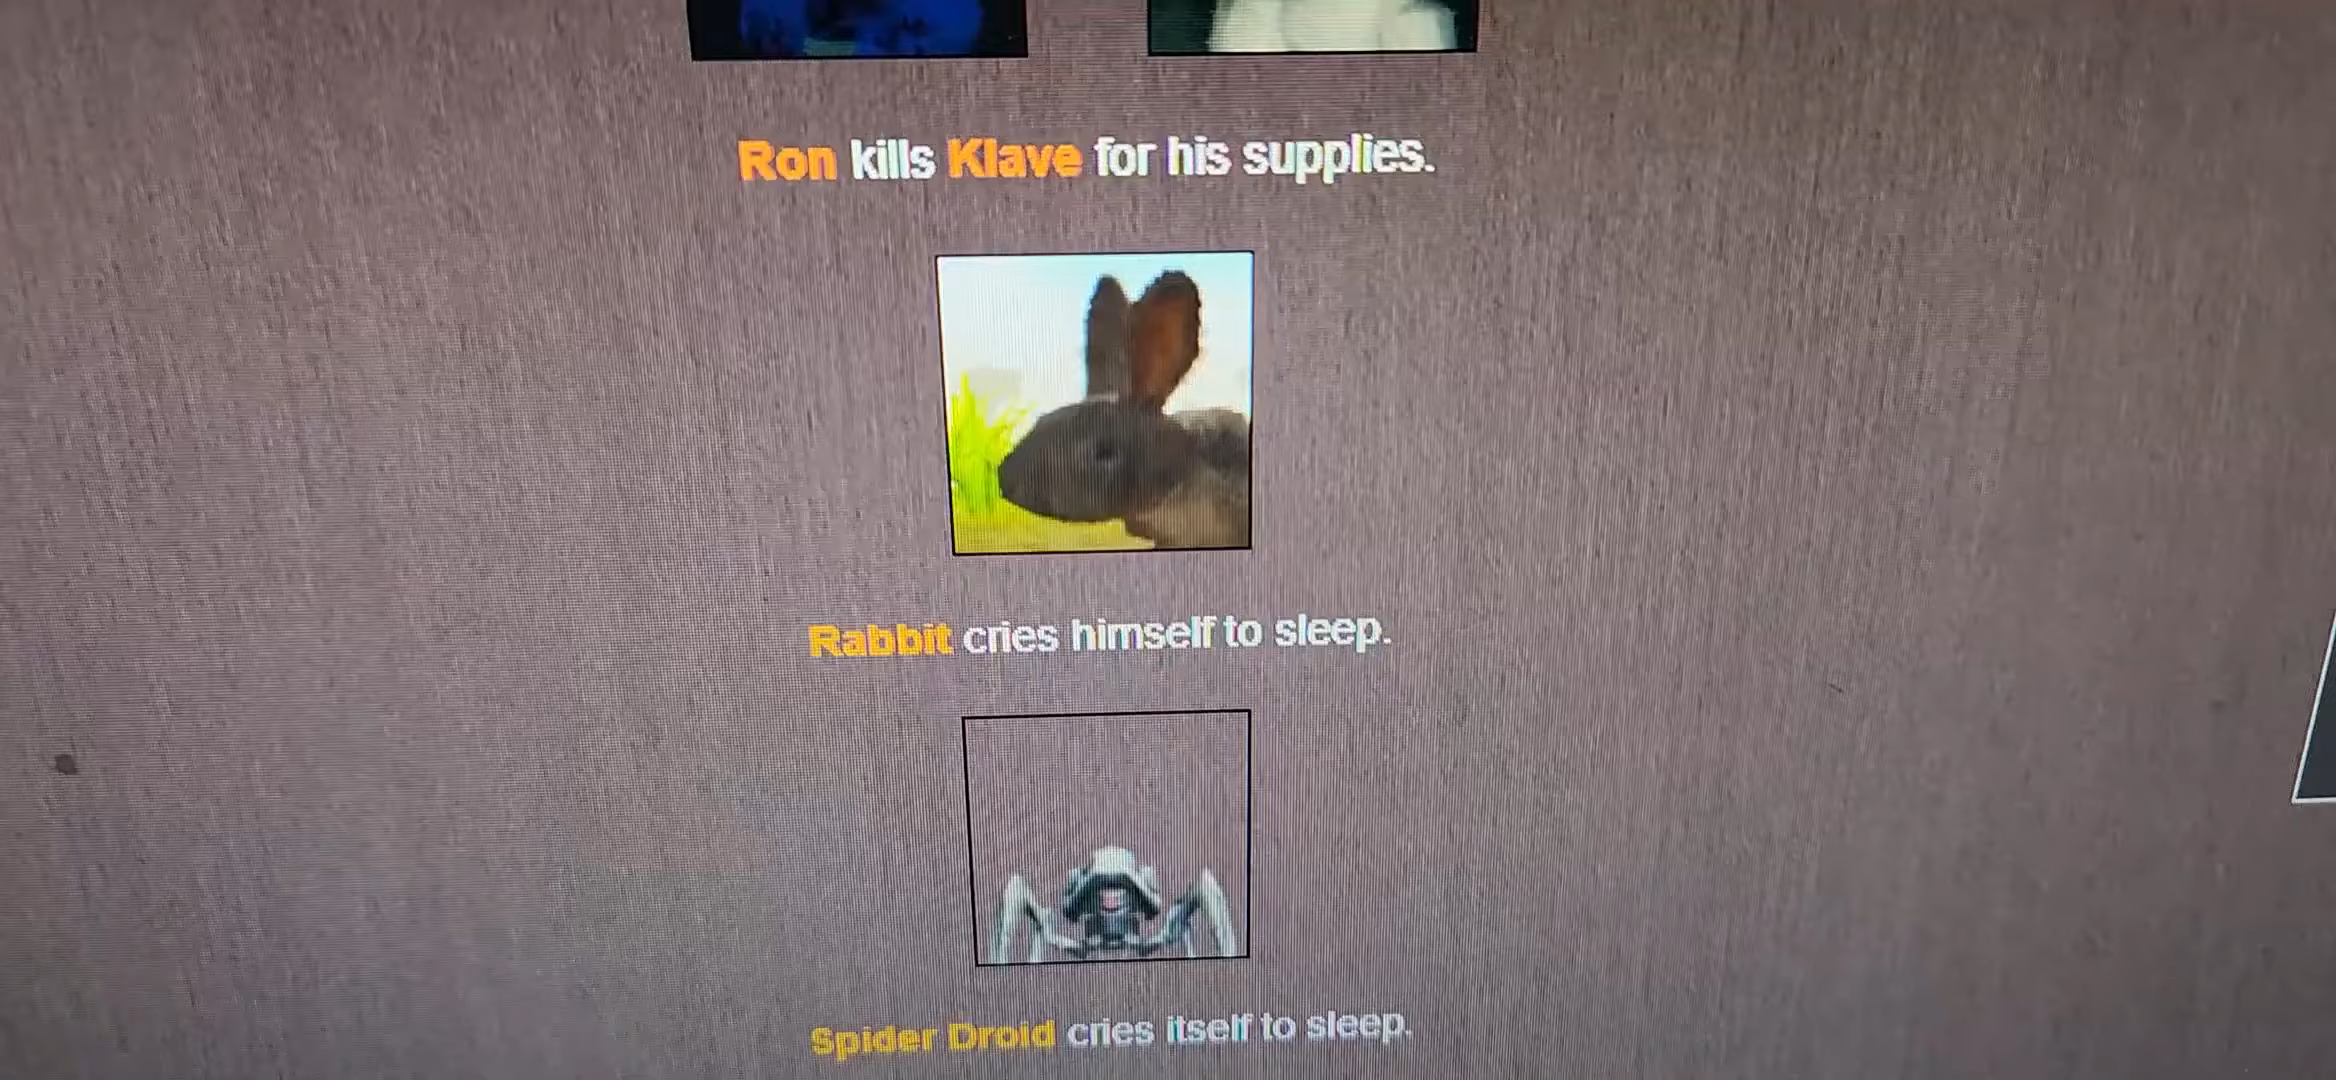 Ron kills Klave for his supplies.
Rabbit cries himself to sleep.
Spider Droid cries itself to sleep.